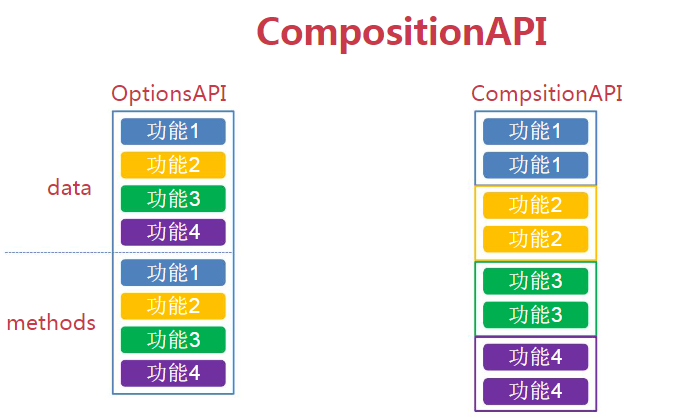 CompositionAPI
OptionsAPI
data
功能1
功能2
功能3
功能4
methods
功能1
功能2
功能3
功能4
CompsitionAPI
功能1
功能1
功能2
功能2
功能3
功能3
功能4
功能4